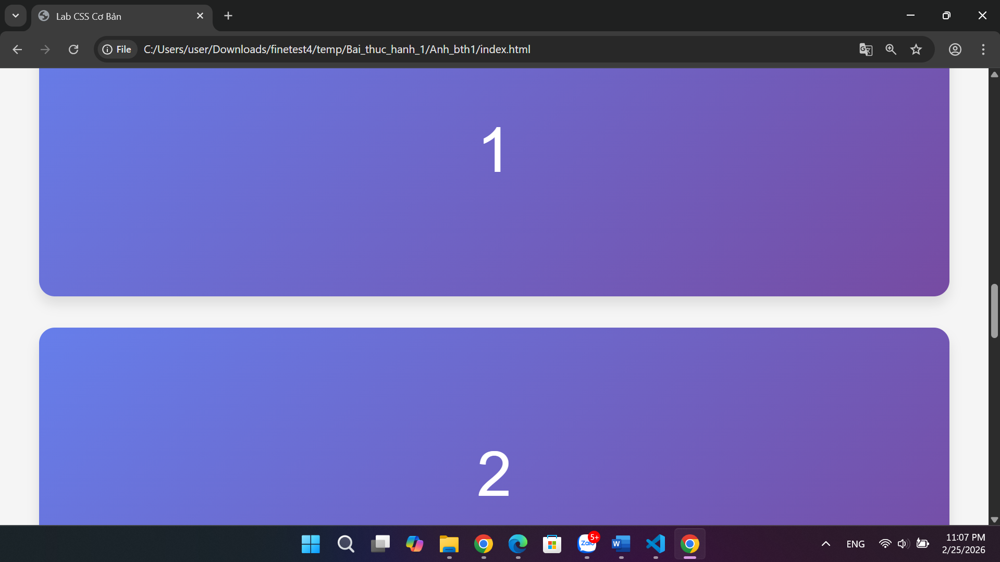 Lab CSS Cơ Bản
File
C:/Users/user/Downloads/finetest4/temp/Bai_thuc_hanh_1/Anh_bth1/index.html
1
2
Zalo
5+
W
ENG
11:07 PM
2/25/2026